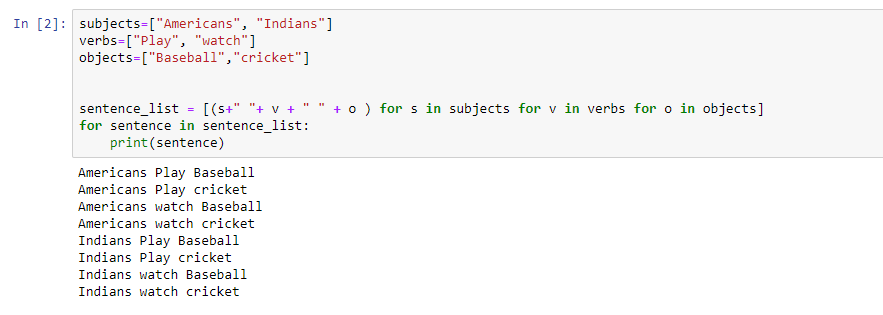 In [2]: subjects=["Americans", "Indians"]
verbs=["Play", "watch"]
objects=["Baseball","cricket"]
sentence_list = [(s+" "+ v + " " + o ) for s in subjects for v in verbs for o in objects]
for sentence in sentence_list:
    print(sentence)
Americans Play Baseball
Americans Play cricket
Americans watch Baseball
Americans watch cricket
Indians Play Baseball
Indians Play cricket
Indians watch Baseball
Indians watch cricket